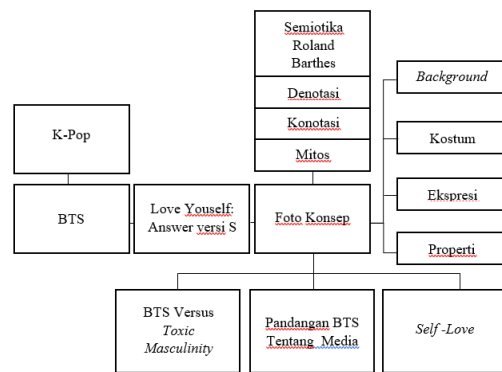 Semiotika
Roland
Barthes
Denotasi
Konotasi
Mitos
Background
Kostum
Ekspresi
Properti
K-Pop
BTS
Love Youself:
Answer versi S
Foto Konsep
BTS Versus
Toxic
Masculinity
Pandangan BTS
Tentang Media
Self -Love